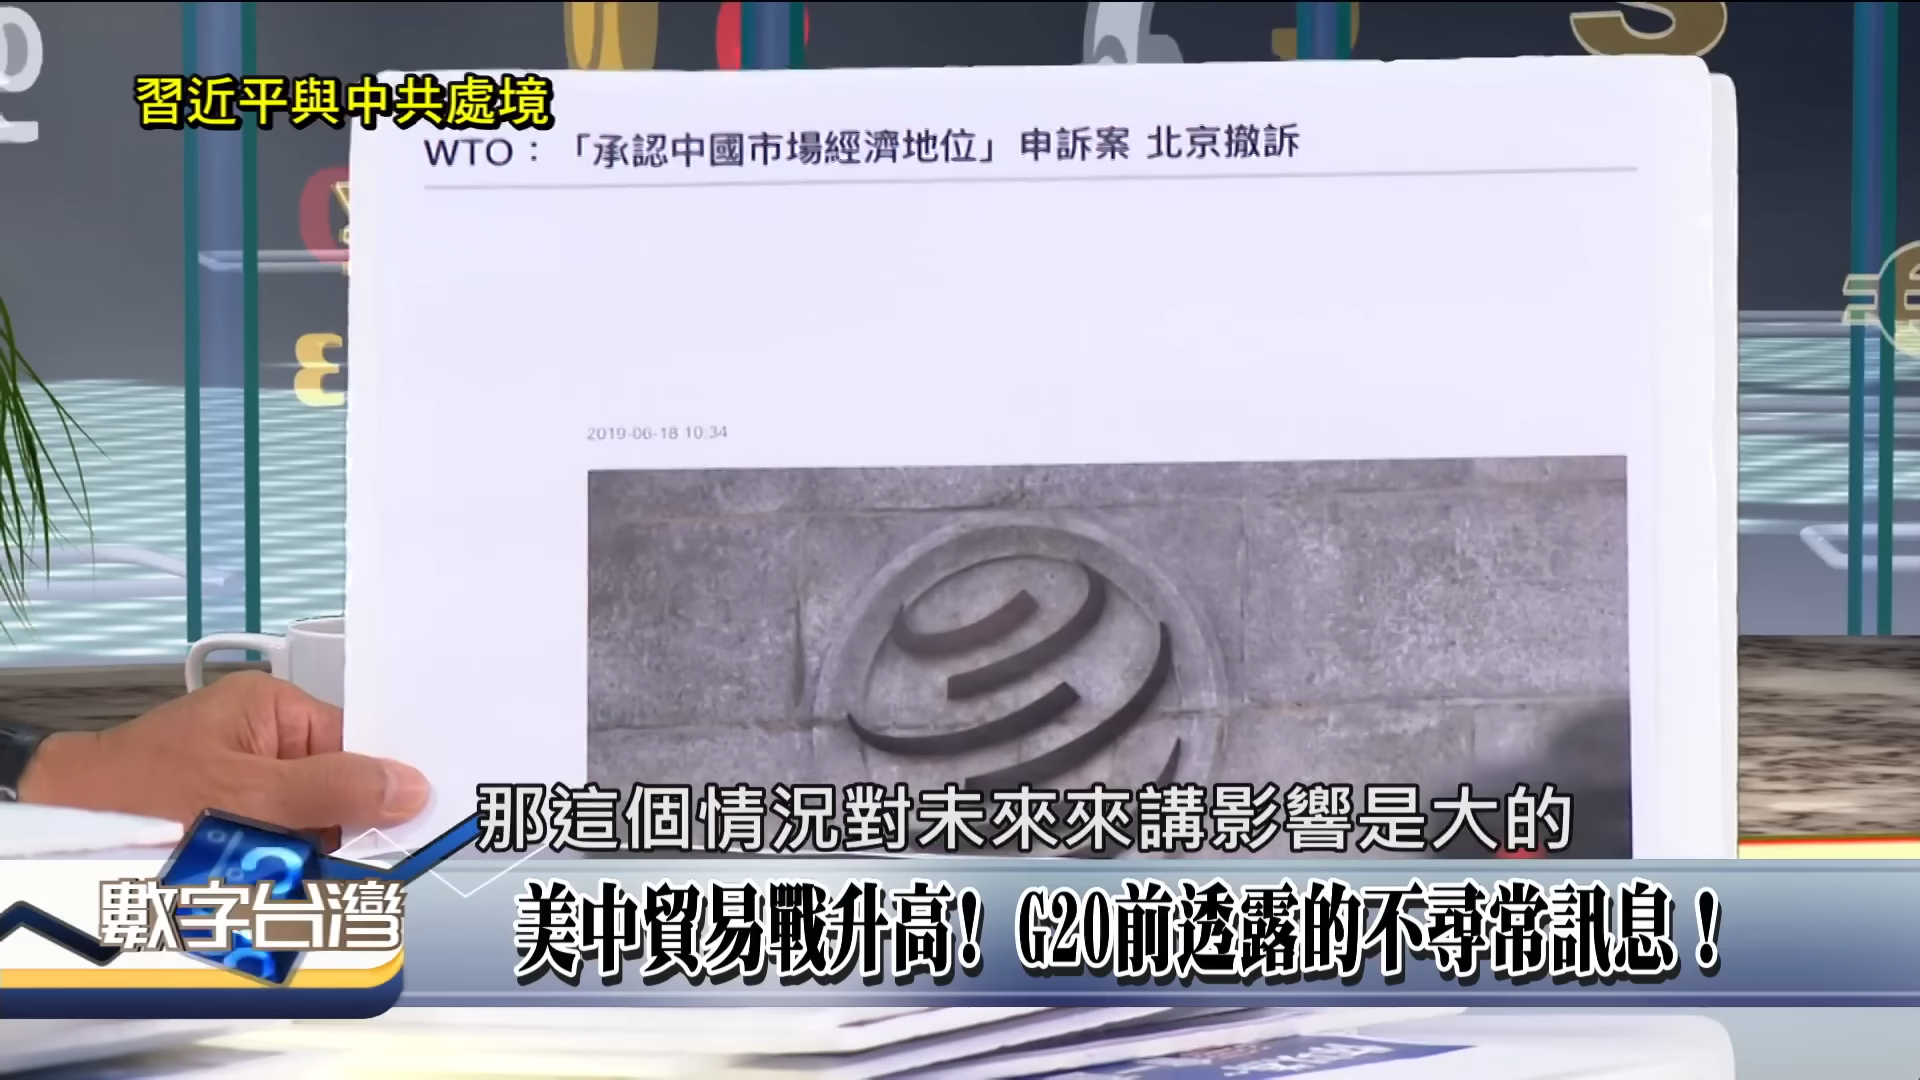 習近平與中共處境
WTO：「承認中國市場經濟地位」申訴案 北京撤訴
2019-06-18 10:34
那這個情況對未來來講影響是大的
數字台灣
美中貿易戰升高！G20前透露的不尋常訊息！